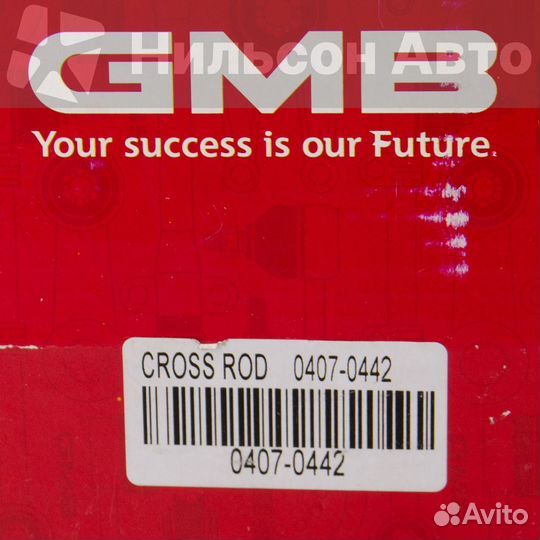 Нильсон Авто
GMB
Your success is our Future.
CROSS ROD 0407-0442
0407-0442
Avito